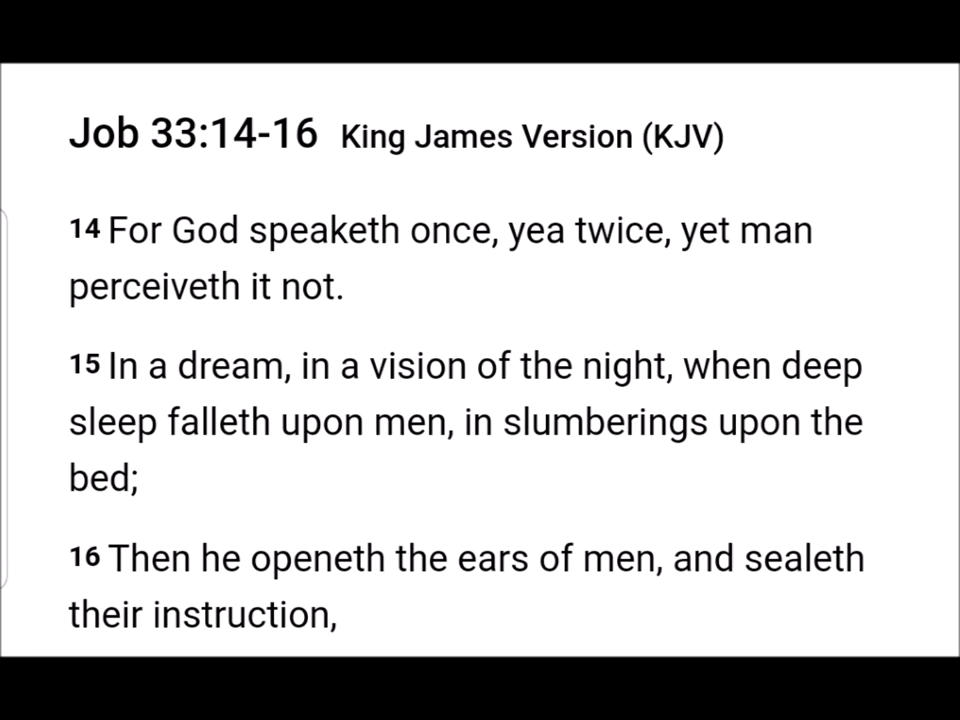 Job 33:14-16 King James Version (KJV)
14 For God speaketh once, yea twice, yet man
perceiveth it not.
15 In a dream, in a vision of the night, when deep
sleep falleth upon men, in slumberings upon the
bed;
16 Then he openeth the ears of men, and sealeth
their instruction,